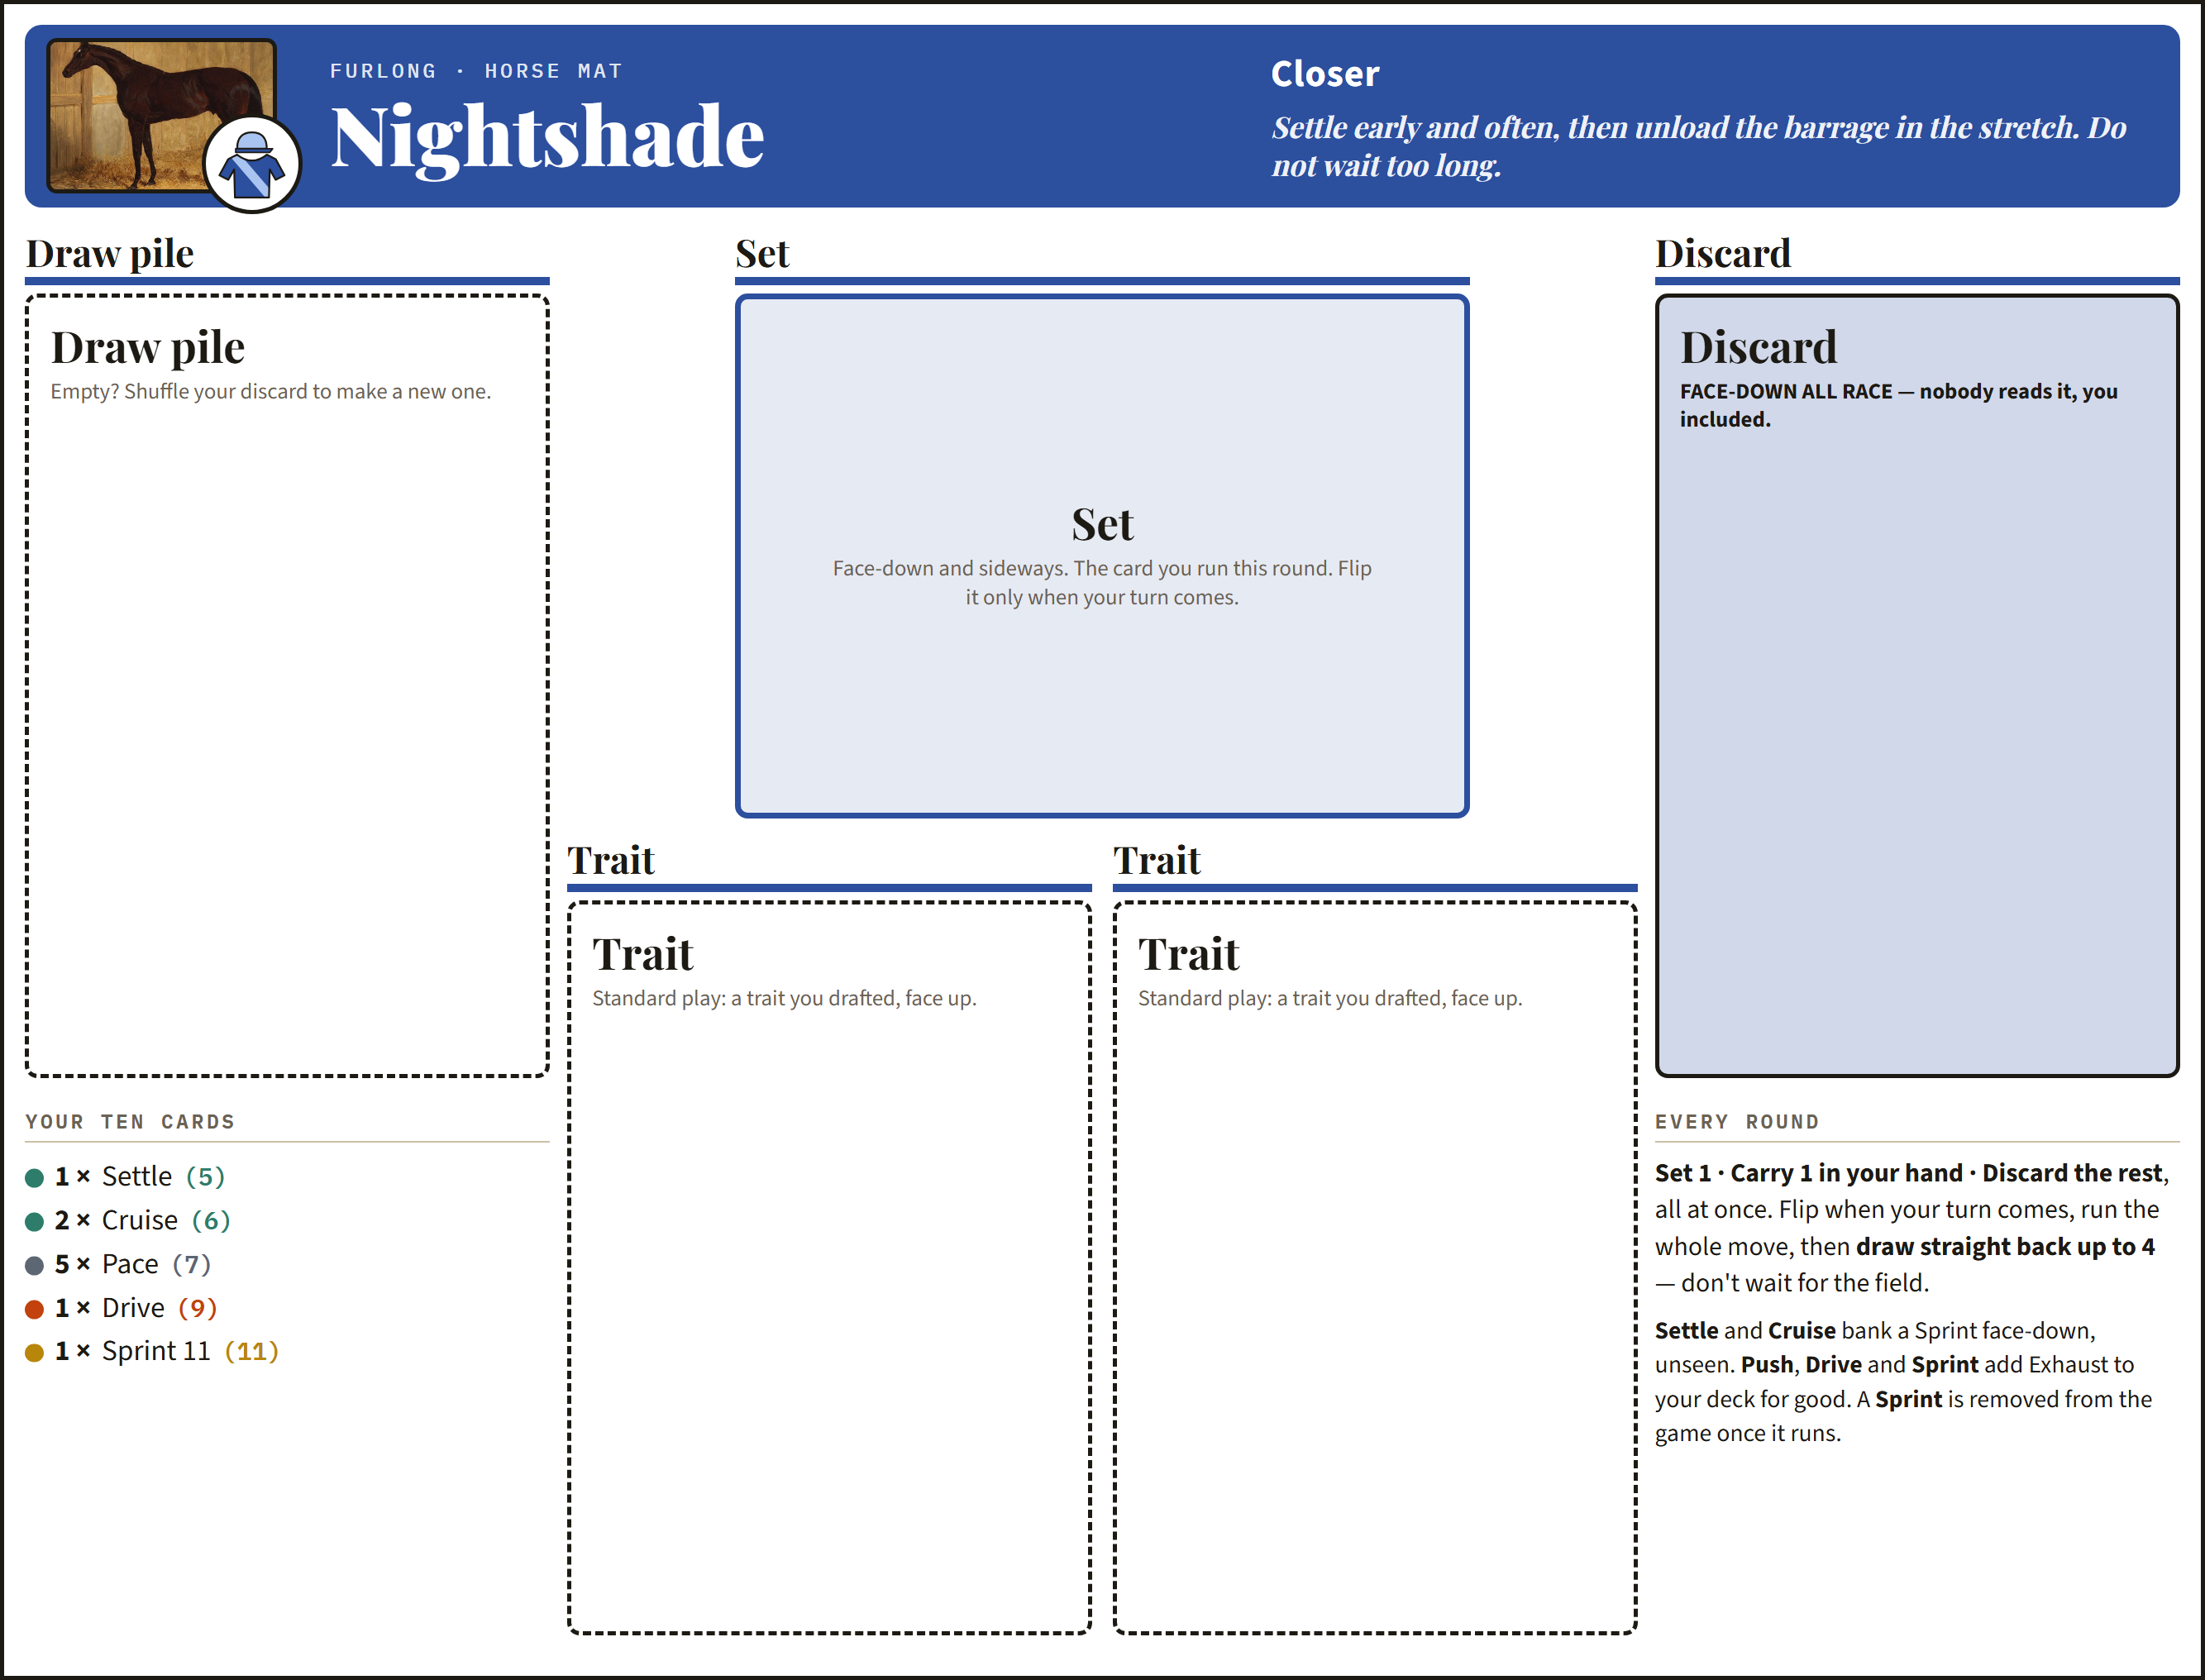 FURLONG · HORSE MAT
Nightshade
Closer
Settle early and often, then unload the barrage in the stretch. Do
not wait too long.
Draw pile
Draw pile
Empty? Shuffle your discard to make a new one.
Set
Set
Face-down and sideways. The card you run this round. Flip
it only when your turn comes.
Discard
Discard
FACE-DOWN ALL RACE — nobody reads it, you
included.
Trait
Trait
Standard play: a trait you drafted, face up.
Trait
Trait
Standard play: a trait you drafted, face up.
YOUR TEN CARDS
1 × Settle (5)
2 × Cruise (6)
5 × Pace (7)
1 × Drive (9)
1 × Sprint 11 (11)
EVERY ROUND
Set 1 · Carry 1 in your hand · Discard the rest,
all at once. Flip when your turn comes, run the
whole move, then draw straight back up to 4
— don't wait for the field.
Settle and Cruise bank a Sprint face-down,
unseen. Push, Drive and Sprint add Exhaust to
your deck for good. A Sprint is removed from the
game once it runs.